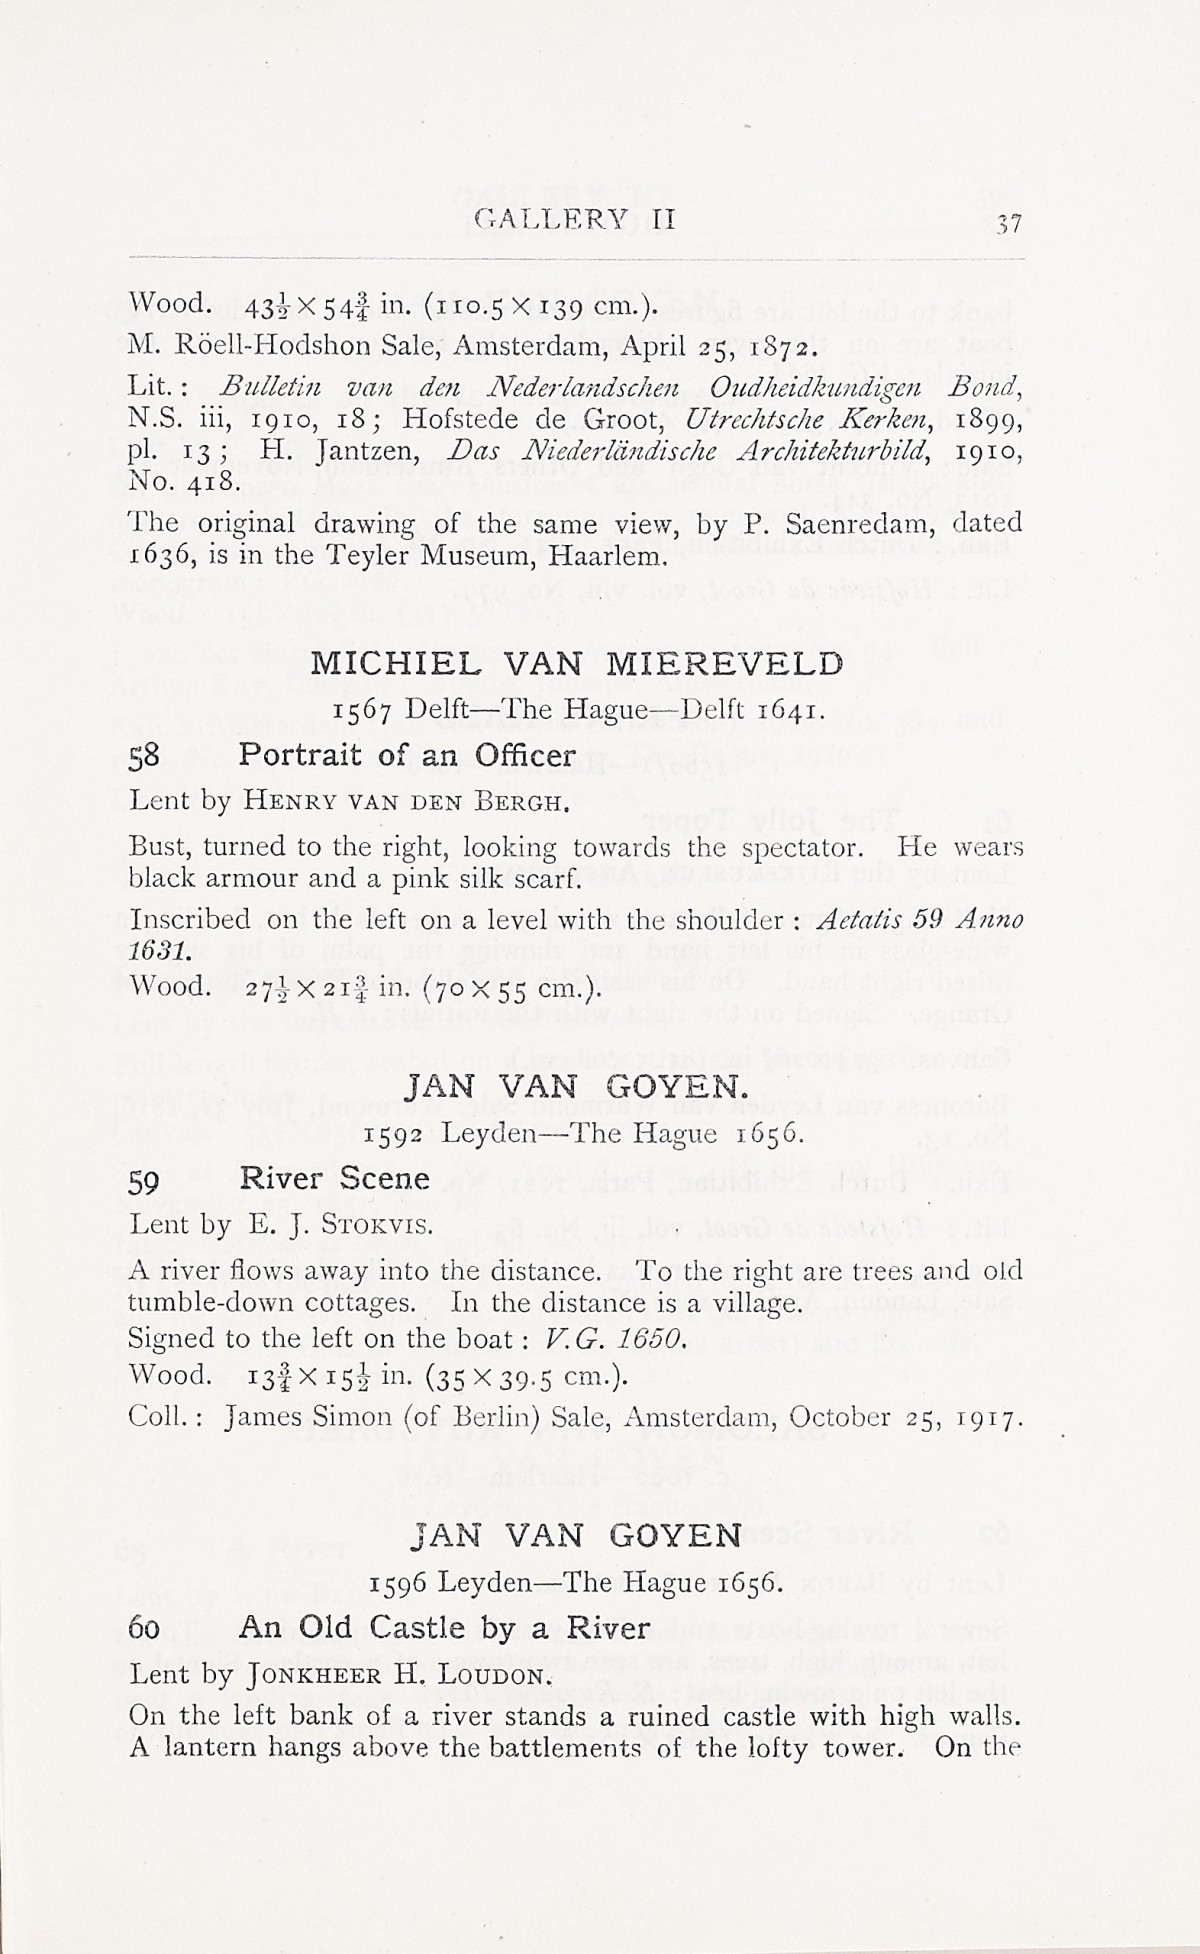 GALLERY II 37
Wood. 43½ × 54¾ in. (110.5 × 139 cm.).
M. Röell-Hodshon Sale, Amsterdam, April 25, 1872.
Lit. : Bulletin van den Nederlandschen Oudheidkundigen Bond,
N.S. iii, 1910, 18 ; Hofstede de Groot, Utrechtsche Kerken, 1899,
pl. 13 ; H. Jantzen, Das Niederländische Architekturbild, 1910,
No. 418.
The original drawing of the same view, by P. Saenredam, dated
1636, is in the Teyler Museum, Haarlem.
MICHIEL VAN MIEREVELD
1567 Delft—The Hague—Delft 1641.
58 Portrait of an Officer
Lent by HENRY VAN DEN BERGH.
Bust, turned to the right, looking towards the spectator. He wears
black armour and a pink silk scarf.
Inscribed on the left on a level with the shoulder : Aetatis 59 Anno
1631.
Wood. 27½ × 21¾ in. (70 × 55 cm.).
JAN VAN GOYEN.
1592 Leyden—The Hague 1656.
59 River Scene
Lent by E. J. STOKVIS.
A river flows away into the distance. To the right are trees and old
tumble-down cottages. In the distance is a village.
Signed to the left on the boat : V.G. 1650.
Wood. 13¾ × 15½ in. (35 × 39.5 cm.).
Coll. : James Simon (of Berlin) Sale, Amsterdam, October 25, 1917.
JAN VAN GOYEN
1596 Leyden—The Hague 1656.
60 An Old Castle by a River
Lent by JONKHEER H. LOUDON.
On the left bank of a river stands a ruined castle with high walls.
A lantern hangs above the battlements of the lofty tower. On the